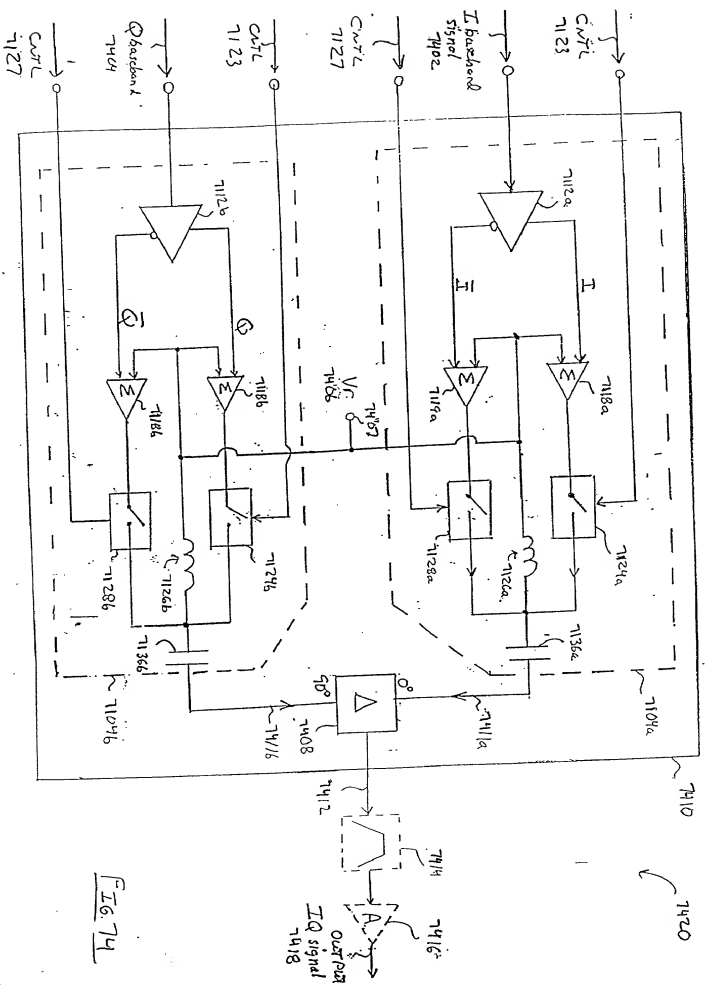 CNTL
7123
I baseband
signal
7402
CNTL
7127
CNTL
7123
Q baseband
7404
CNTL
7127
7112a
I
I̅
Σ
7118a
Σ
7119a
7124a
7128a
7126a
7136a
7104a
7112b
Q
Q̅
Σ
7118b
Σ
7118b
7124b
7128b
7126b
7136b
7104b
7407
7406
0°
90°
7408
7411a
7411b
7410
7412
7414
A
7416
OUTPUT
IQ signal
7418
7420
FIG. 74